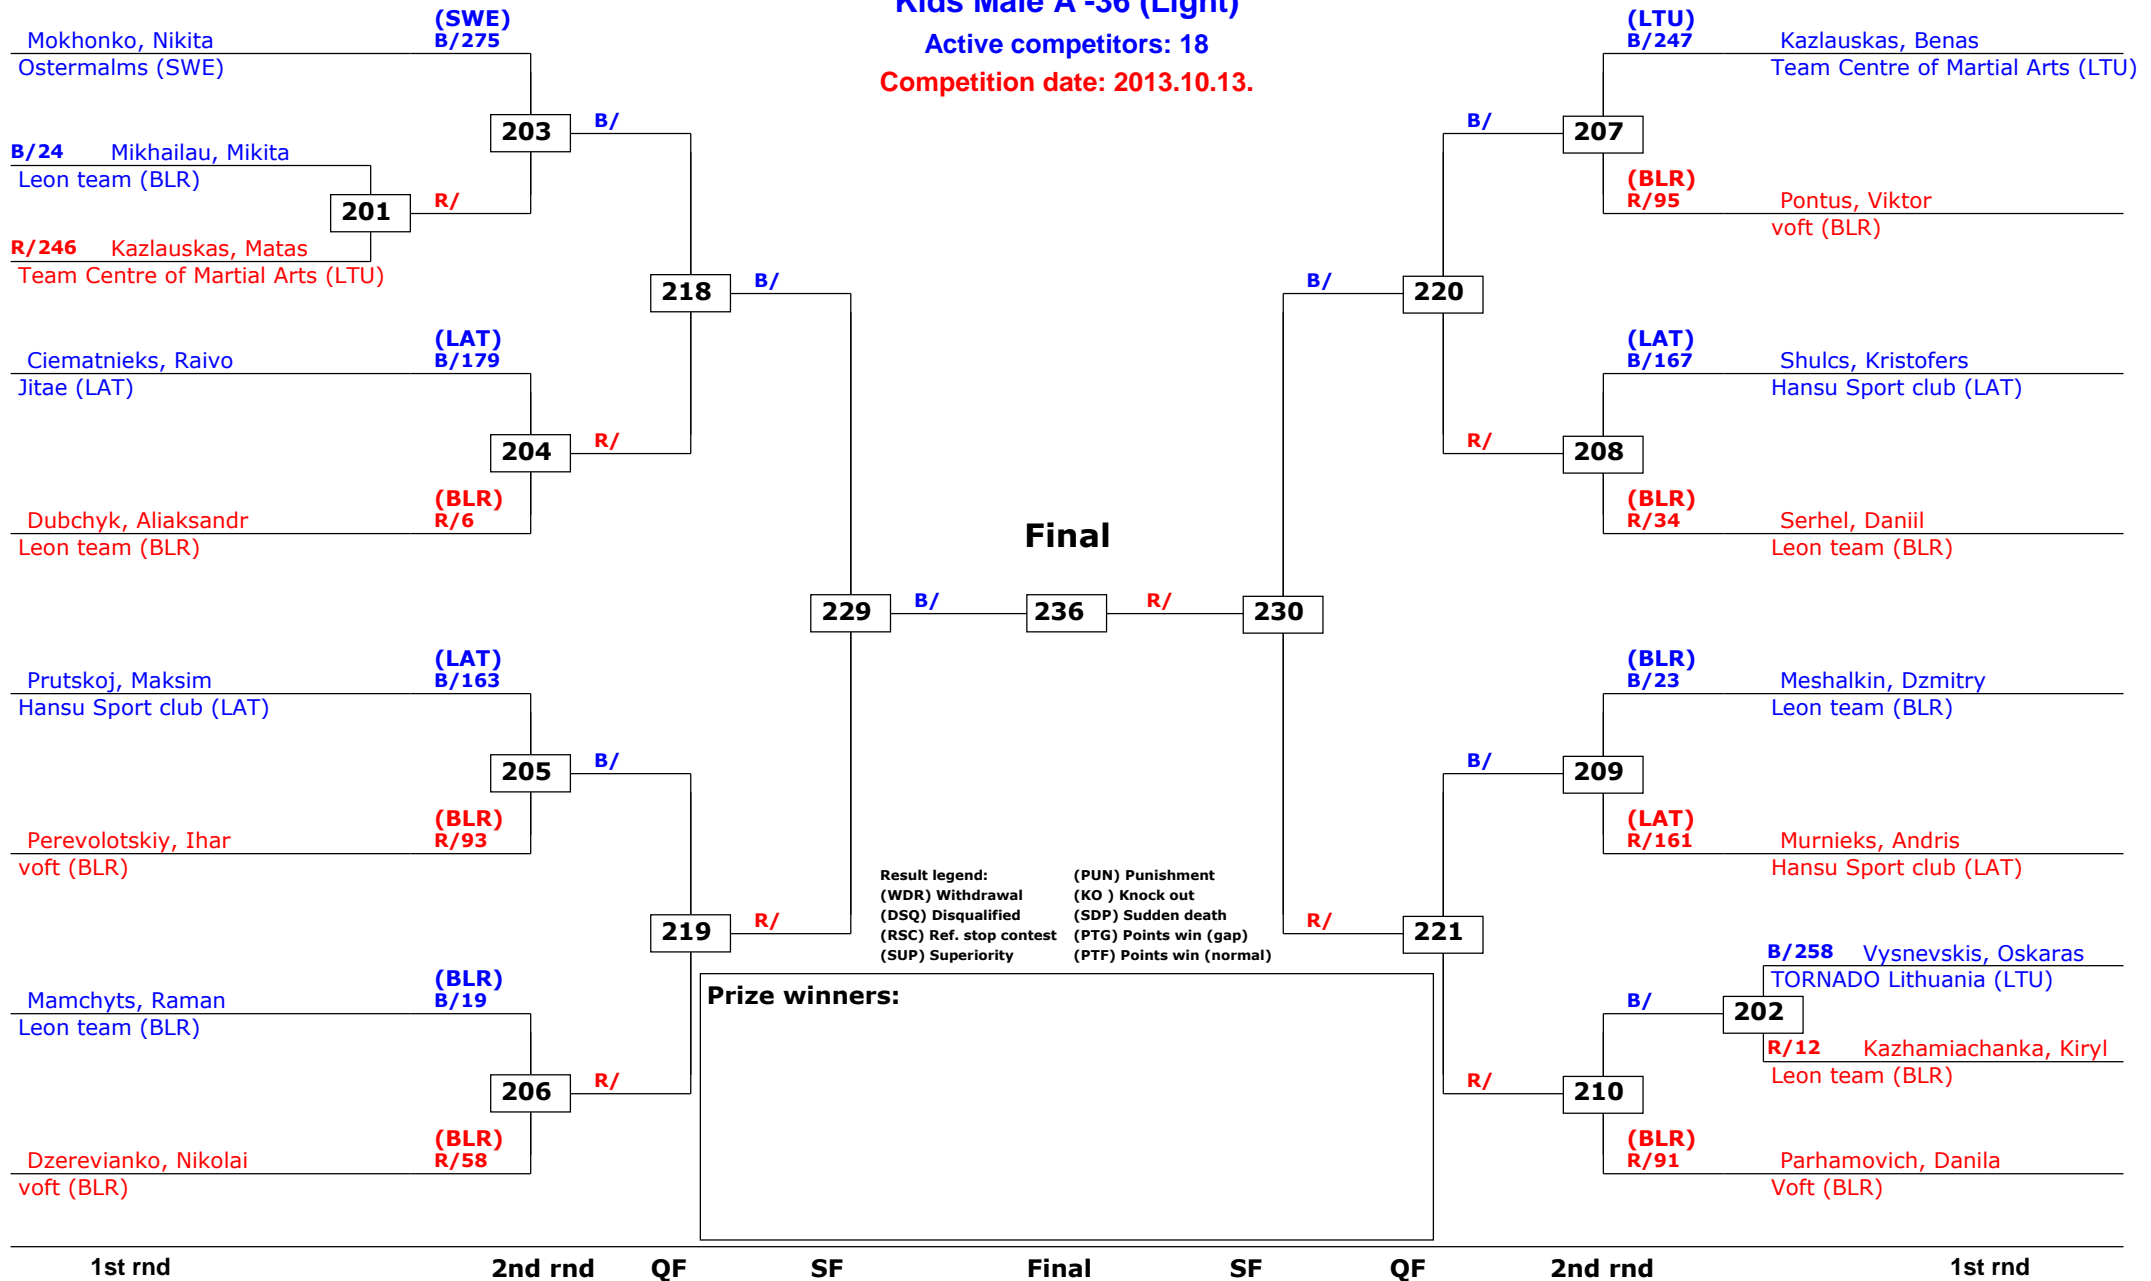 Kids Male A -36 (Light)
Active competitors: 18
Competition date: 2013.10.13.
(SWE)
Mokhonko, Nikita B/275
Ostermalms (SWE)
203
B/
B/24 Mikhailau, Mikita
Leon team (BLR)
201
R/
R/246 Kazlauskas, Matas
Team Centre of Martial Arts (LTU)
218
B/
(LAT)
Ciematnieks, Raivo B/179
Jitae (LAT)
204
R/
(BLR)
Dubchyk, Aliaksandr R/6
Leon team (BLR)
229
B/
(LAT)
Prutskoj, Maksim B/163
Hansu Sport club (LAT)
205
B/
(BLR)
Perevolotskiy, Ihar R/93
voft (BLR)
219
R/
(BLR)
Mamchyts, Raman B/19
Leon team (BLR)
206
R/
(BLR)
Dzerevianko, Nikolai R/58
voft (BLR)
Final
236
R/
230
(LTU)
B/247 Kazlauskas, Benas
Team Centre of Martial Arts (LTU)
B/
207
(BLR)
R/95 Pontus, Viktor
voft (BLR)
B/
220
(LAT)
B/167 Shulcs, Kristofers
Hansu Sport club (LAT)
R/
208
(BLR)
R/34 Serhel, Daniil
Leon team (BLR)
(BLR)
B/23 Meshalkin, Dzmitry
Leon team (BLR)
B/
209
(LAT)
R/161 Murnieks, Andris
Hansu Sport club (LAT)
R/
221
B/258 Vysnevskis, Oskaras
TORNADO Lithuania (LTU)
B/
202
R/12 Kazhamiachanka, Kiryl
Leon team (BLR)
R/
210
(BLR)
R/91 Parhamovich, Danila
Voft (BLR)
Result legend: (PUN) Punishment
(WDR) Withdrawal (KO ) Knock out
(DSQ) Disqualified (SDP) Sudden death
(RSC) Ref. stop contest (PTG) Points win (gap)
(SUP) Superiority (PTF) Points win (normal)
Prize winners:
1st rnd 2nd rnd QF SF Final SF QF 2nd rnd 1st rnd